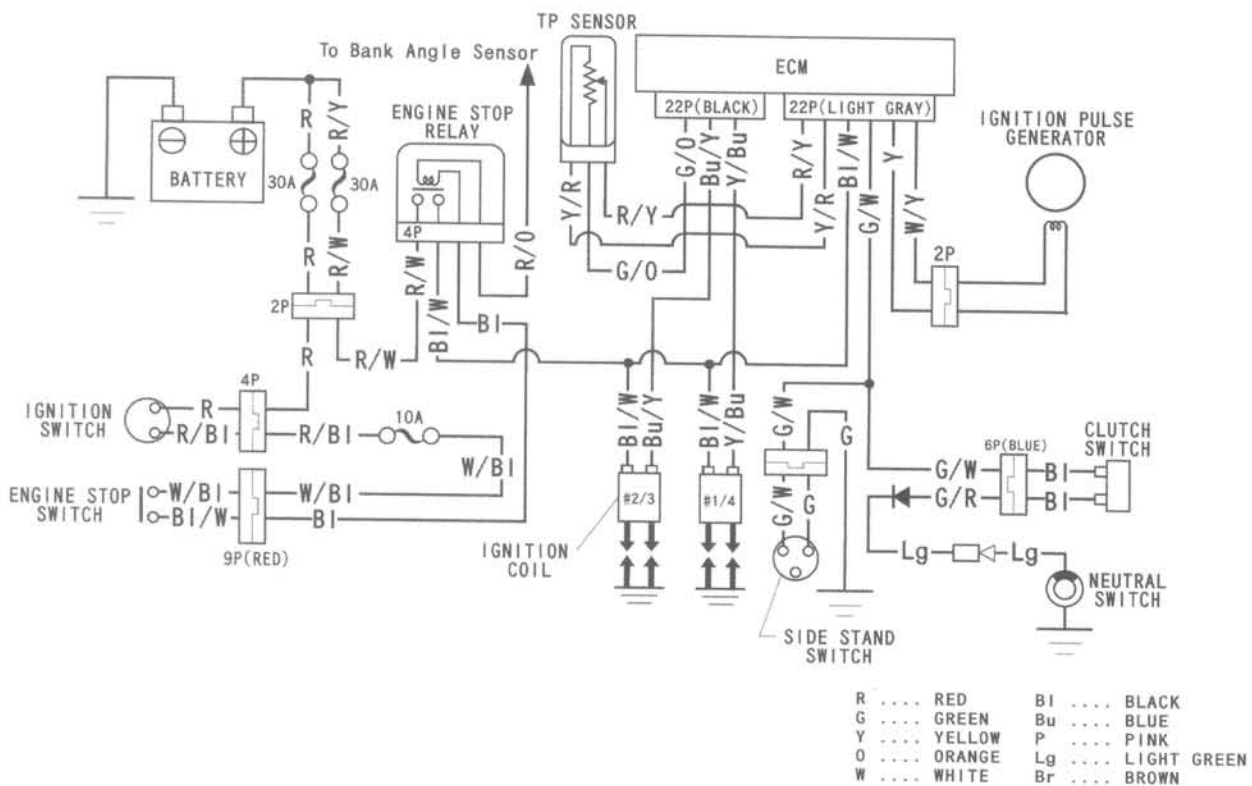 TP SENSOR
To Bank Angle Sensor
ECM
22P(BLACK)
22P(LIGHT GRAY)
ENGINE STOP
RELAY
IGNITION PULSE
GENERATOR
R
R/Y
BATTERY
30A
30A
4P
Y/R
R/Y
G/O
G/O
Bu/Y
Y/Bu
R/Y
Y/R
Bl/W
G/W
Y
W/Y
2P
R
R/W
2P
R/W
Bl/W
Bl
R/O
R
R/W
4P
IGNITION
SWITCH
R
R/Bl
R/Bl
10A
W/Bl
ENGINE STOP
SWITCH
W/Bl
Bl/W
W/Bl
Bl
9P(RED)
Bl/W
Bu/Y
Bl/W
Y/Bu
#2/3
#1/4
IGNITION
COIL
G/W
G
G/W
G
SIDE STAND
SWITCH
6P(BLUE)
CLUTCH
SWITCH
G/W
Bl
G/R
Bl
Lg
Lg
NEUTRAL
SWITCH
R .... RED Bl .... BLACK
G .... GREEN Bu .... BLUE
Y .... YELLOW P .... PINK
O .... ORANGE Lg .... LIGHT GREEN
W .... WHITE Br .... BROWN